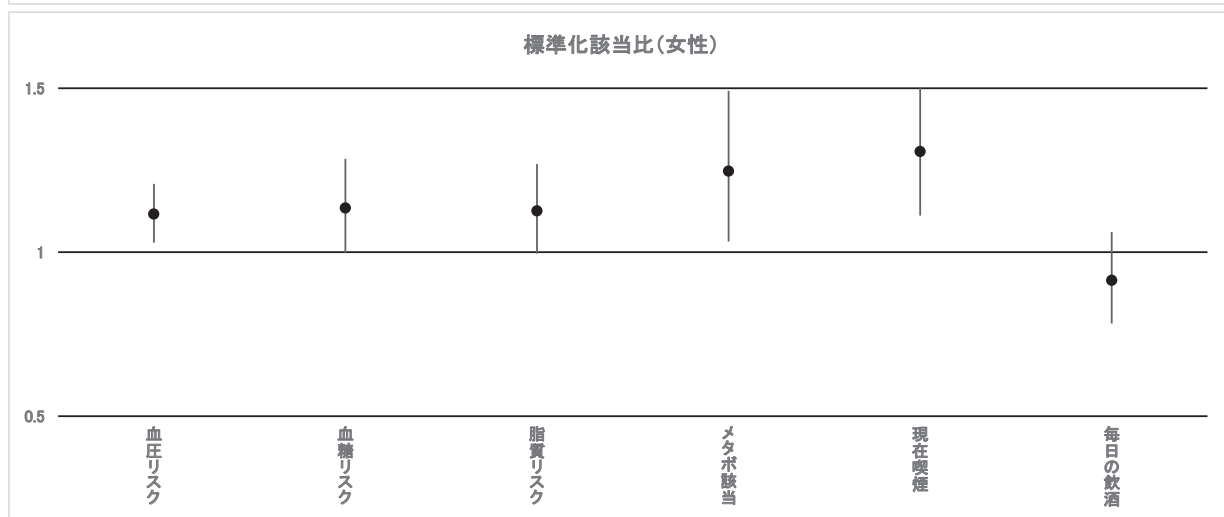 標準化該当比（女性）
1.5
1
0.5
血圧リスク
血糖リスク
脂質リスク
メタボ該当
現在喫煙
毎日の飲酒